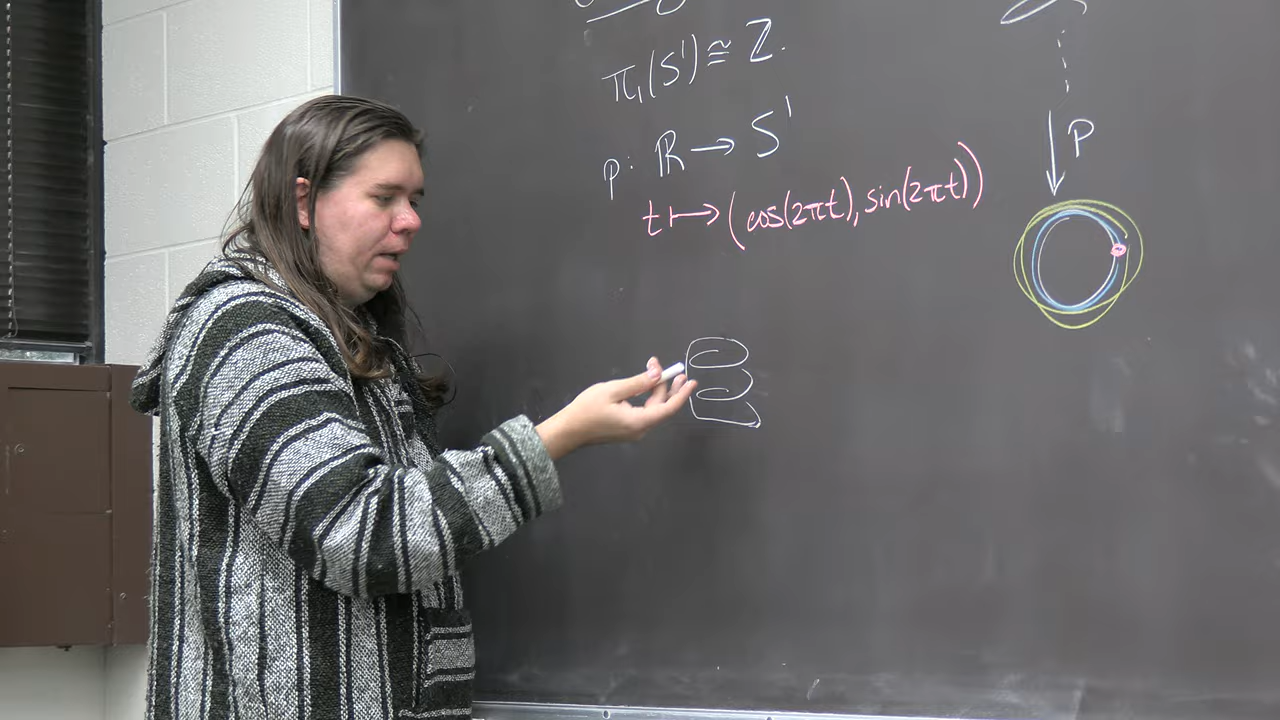 π₁(S¹) ≅ ℤ.
p: ℝ → S¹
t ↦ (cos(2πt), sin(2πt))
P